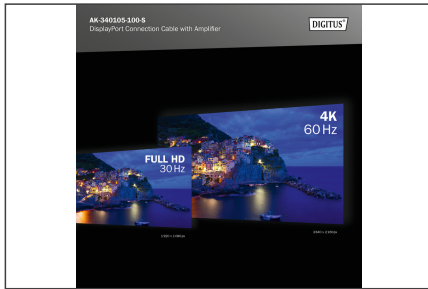 AK-340105-100-S
DisplayPort Connection Cable with Amplifier
DIGITUS®
4K
60 Hz
FULL HD
30 Hz